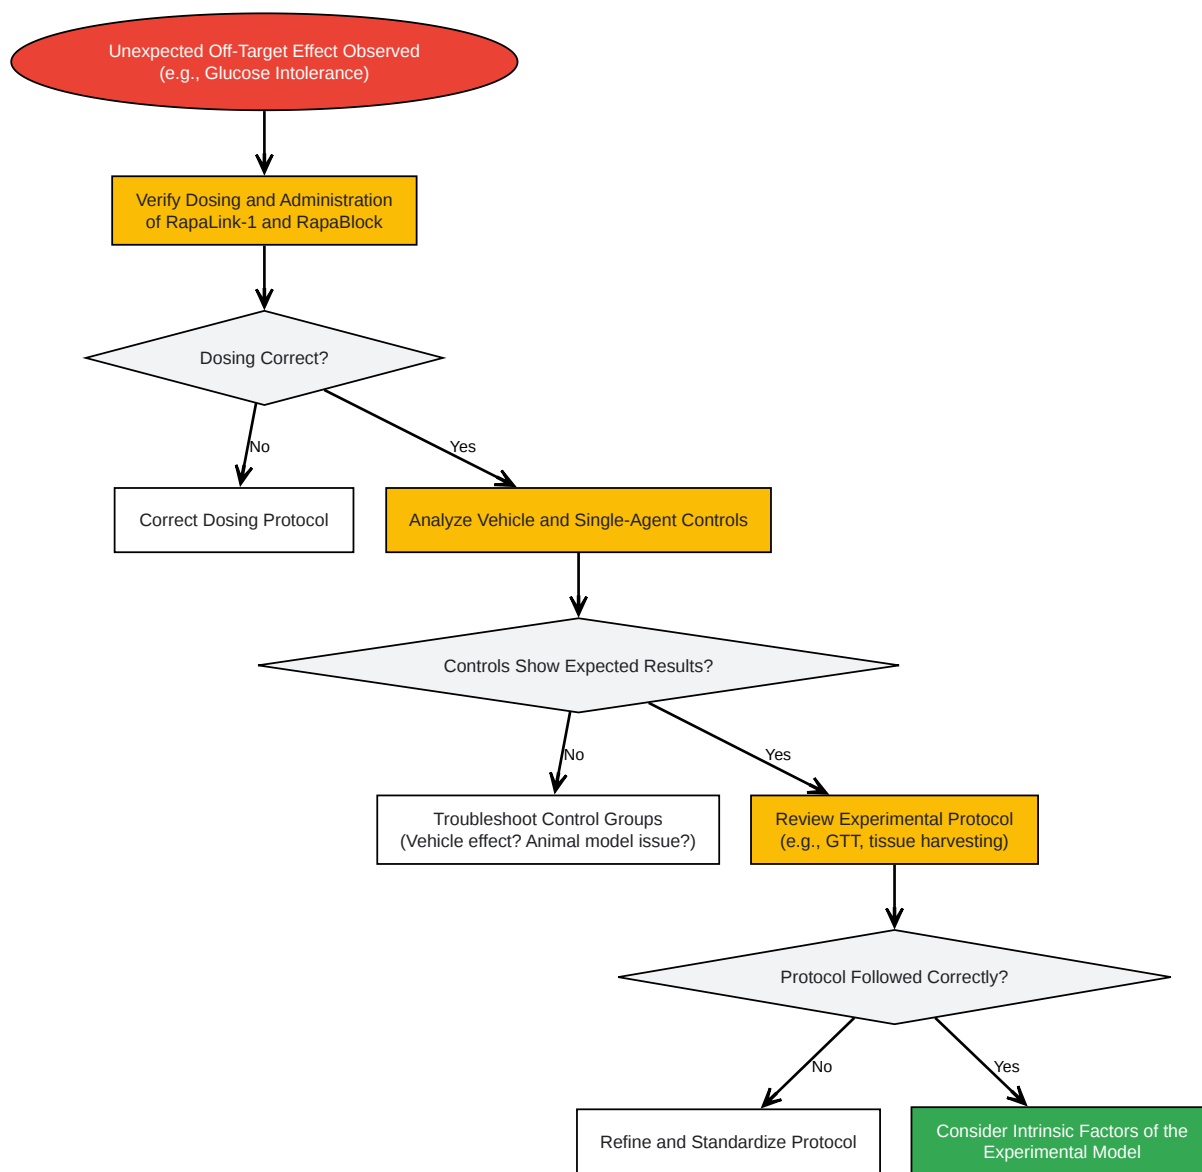 Unexpected Off-Target Effect Observed
(e.g., Glucose Intolerance)
Verify Dosing and Administration
of RapaLink-1 and RapaBlock
Dosing Correct?
No
Yes
Correct Dosing Protocol
Analyze Vehicle and Single-Agent Controls
Controls Show Expected Results?
No
Yes
Troubleshoot Control Groups
(Vehicle effect? Animal model issue?)
Review Experimental Protocol
(e.g., GTT, tissue harvesting)
Protocol Followed Correctly?
No
Yes
Refine and Standardize Protocol
Consider Intrinsic Factors of the
Experimental Model